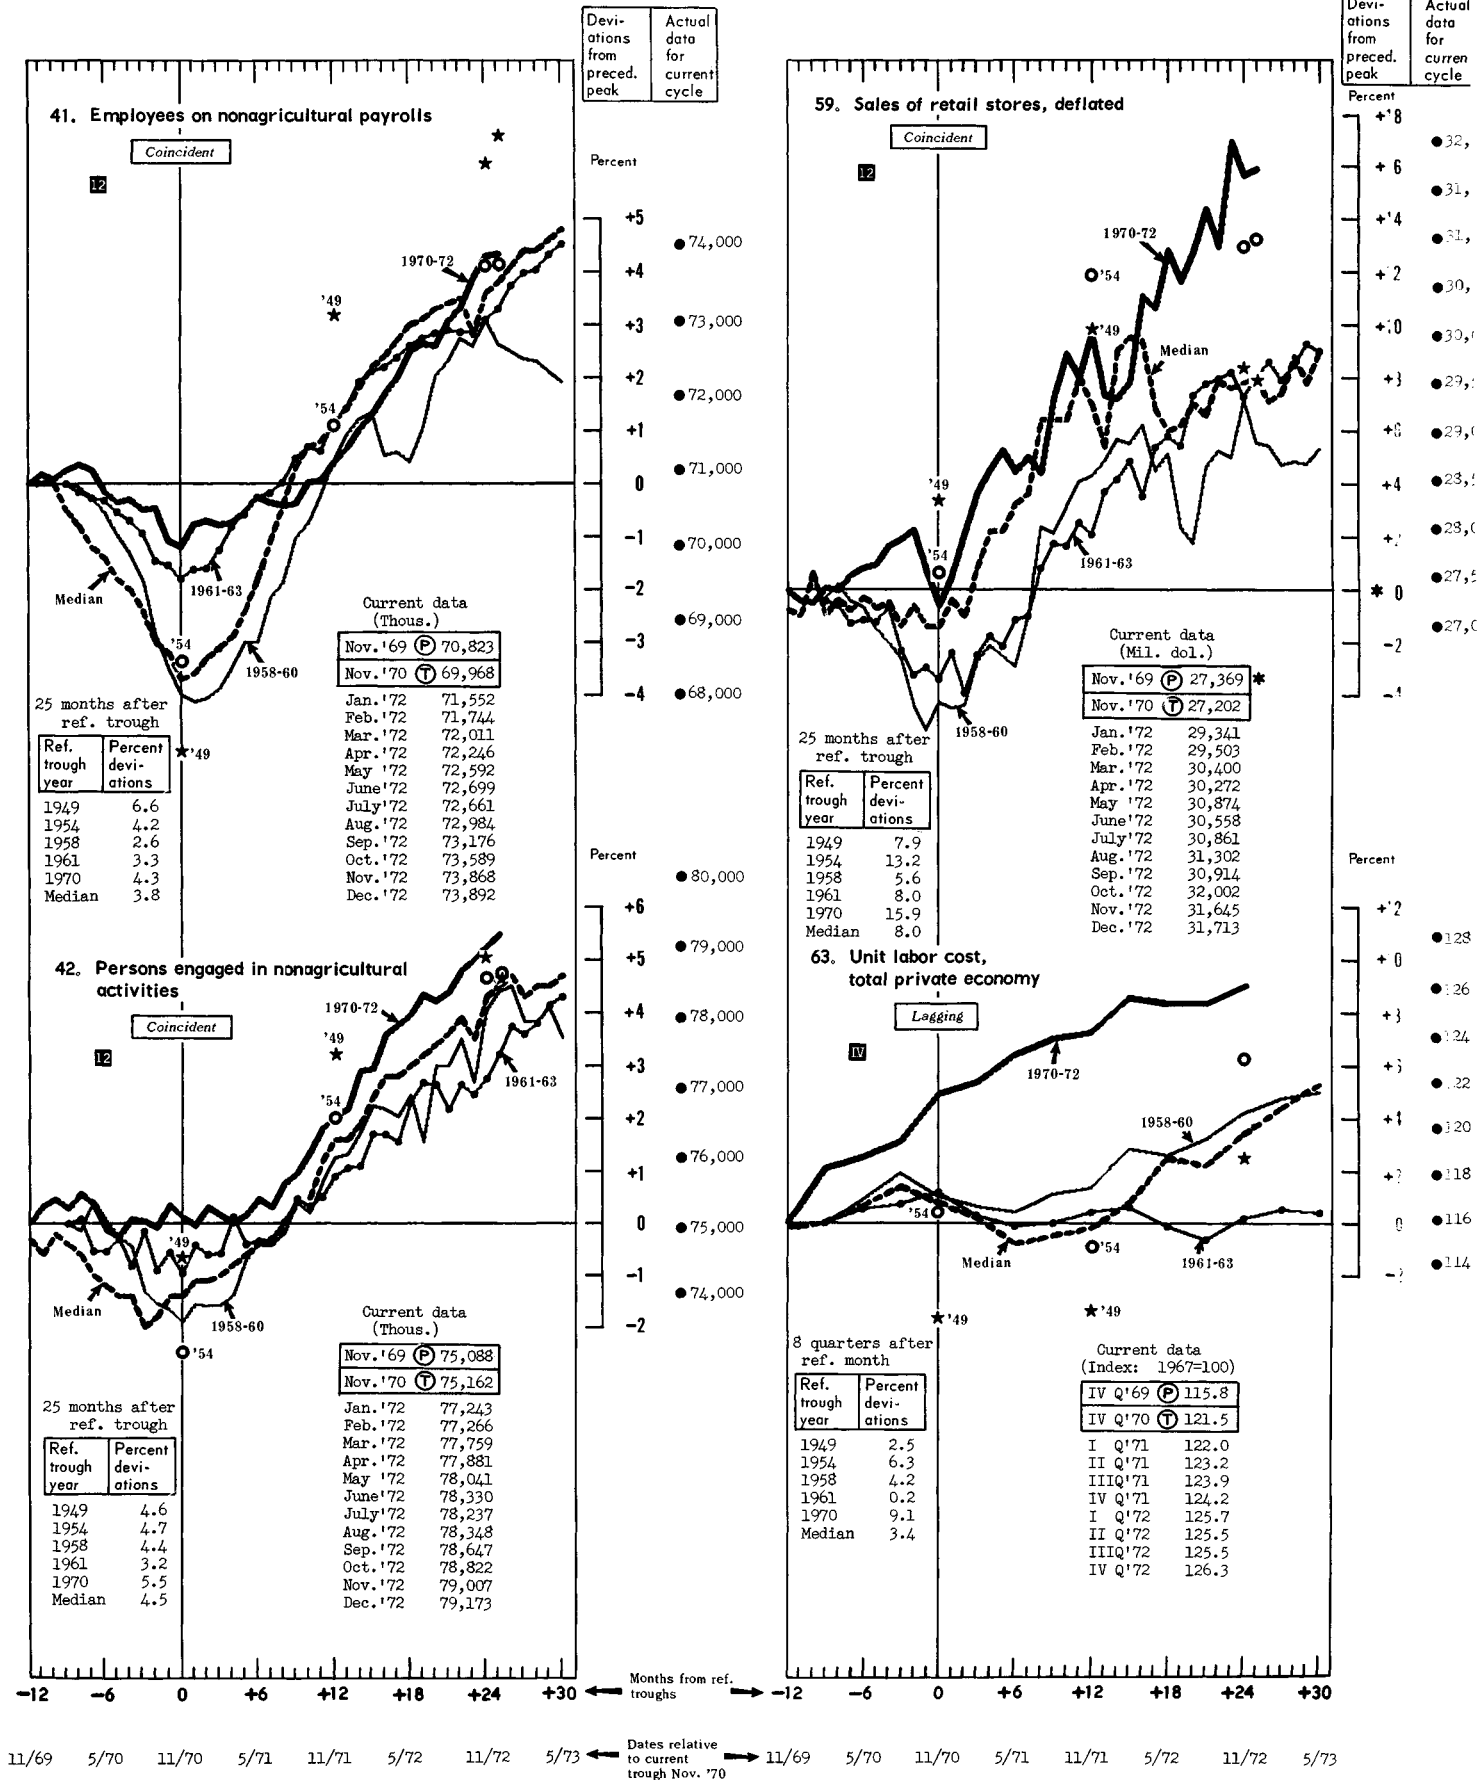 Devi-
ations
from
preced.
peak
Actual
data
for
current
cycle
41. Employees on nonagricultural payrolls
Coincident
12
Percent
+5
+4
+3
+2
+1
0
-1
-2
-3
-4
74,000
73,000
72,000
71,000
70,000
69,000
68,000
1970-72
'49
'54
Median
1961-63
'54
1958-60
'49
Current data
(Thous.)
Nov.'69 P 70,823
Nov.'70 T 69,968
Jan.'72 71,552
Feb.'72 71,744
Mar.'72 72,011
Apr.'72 72,246
May '72 72,592
June'72 72,699
July'72 72,661
Aug.'72 72,984
Sep.'72 73,176
Oct.'72 73,589
Nov.'72 73,868
Dec.'72 73,892
25 months after
ref. trough
Ref. trough year Percent devi- ations
1949 6.6
1954 4.2
1958 2.6
1961 3.3
1970 4.3
Median 3.8
42. Persons engaged in nonagricultural
activities
Coincident
12
Percent
+6
+5
+4
+3
+2
+1
0
-1
-2
80,000
79,000
78,000
77,000
76,000
75,000
74,000
1970-72
'49
'54
1961-63
'49
Median
1958-60
'54
Current data
(Thous.)
Nov.'69 P 75,088
Nov.'70 T 75,162
Jan.'72 77,243
Feb.'72 77,266
Mar.'72 77,759
Apr.'72 77,881
May '72 78,041
June'72 78,330
July'72 78,237
Aug.'72 78,348
Sep.'72 78,647
Oct.'72 78,822
Nov.'72 79,007
Dec.'72 79,173
25 months after
ref. trough
Ref. trough year Percent devi- ations
1949 4.6
1954 4.7
1958 4.4
1961 3.2
1970 5.5
Median 4.5
-12 -6 0 +6 +12 +18 +24 +30
11/69 5/70 11/70 5/71 11/71 5/72 11/72 5/73
Months from ref.
troughs
Dates relative
to current
trough Nov. '70
Devi-
ations
from
preced.
peak
Actual
data
for
curren
cycle
59. Sales of retail stores, deflated
Coincident
12
Percent
+6
+4
0
-2
1970-72
'54
'49
Median
'49
'54
1961-63
1958-60
Current data
(Mil. dol.)
Nov.'69 P 27,369 *
Nov.'70 T 27,202
Jan.'72 29,341
Feb.'72 29,503
Mar.'72 30,400
Apr.'72 30,272
May '72 30,874
June'72 30,558
July'72 30,861
Aug.'72 31,302
Sep.'72 30,914
Oct.'72 32,002
Nov.'72 31,645
Dec.'72 31,713
25 months after
ref. trough
Ref. trough year Percent devi- ations
1949 7.9
1954 13.2
1958 5.6
1961 8.0
1970 15.9
Median 8.0
63. Unit labor cost,
total private economy
Lagging
IV
Percent
128
126
124
122
120
118
116
114
1970-72
1958-60
'54
Median
'54
1961-63
'49
'49
Current data
(Index: 1967=100)
IV Q'69 P 115.8
IV Q'70 T 121.5
I Q'71 122.0
II Q'71 123.2
IIIQ'71 123.9
IV Q'71 124.2
I Q'72 125.7
II Q'72 125.5
IIIQ'72 125.5
IV Q'72 126.3
8 quarters after
ref. month
Ref. trough year Percent devi- ations
1949 2.5
1954 6.3
1958 4.2
1961 0.2
1970 9.1
Median 3.4
-12 -6 0 +6 +12 +18 +24 +30
11/69 5/70 11/70 5/71 11/71 5/72 11/72 5/73